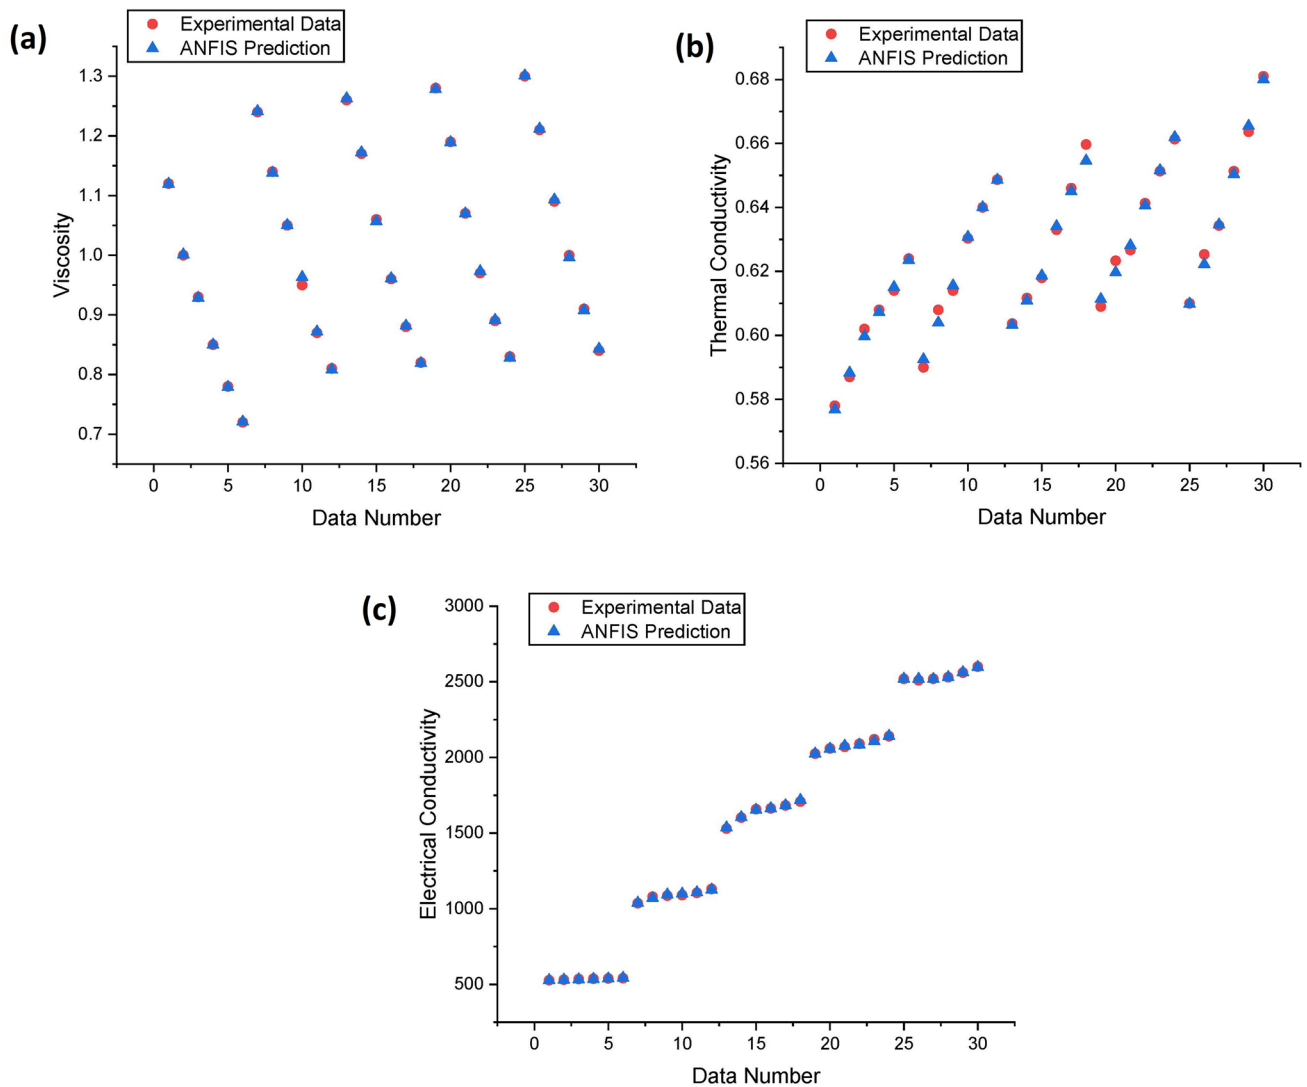 (a)
Experimental Data
ANFIS Prediction
1.3
1.2
1.1
1.0
0.9
0.8
0.7
Viscosity
0 5 10 15 20 25 30
Data Number
(b)
Experimental Data
ANFIS Prediction
0.68
0.66
0.64
0.62
0.60
0.58
0.56
Thermal Conductivity
0 5 10 15 20 25 30
Data Number
(c)
Experimental Data
ANFIS Prediction
3000
2500
2000
1500
1000
500
Electrical Conductivity
0 5 10 15 20 25 30
Data Number